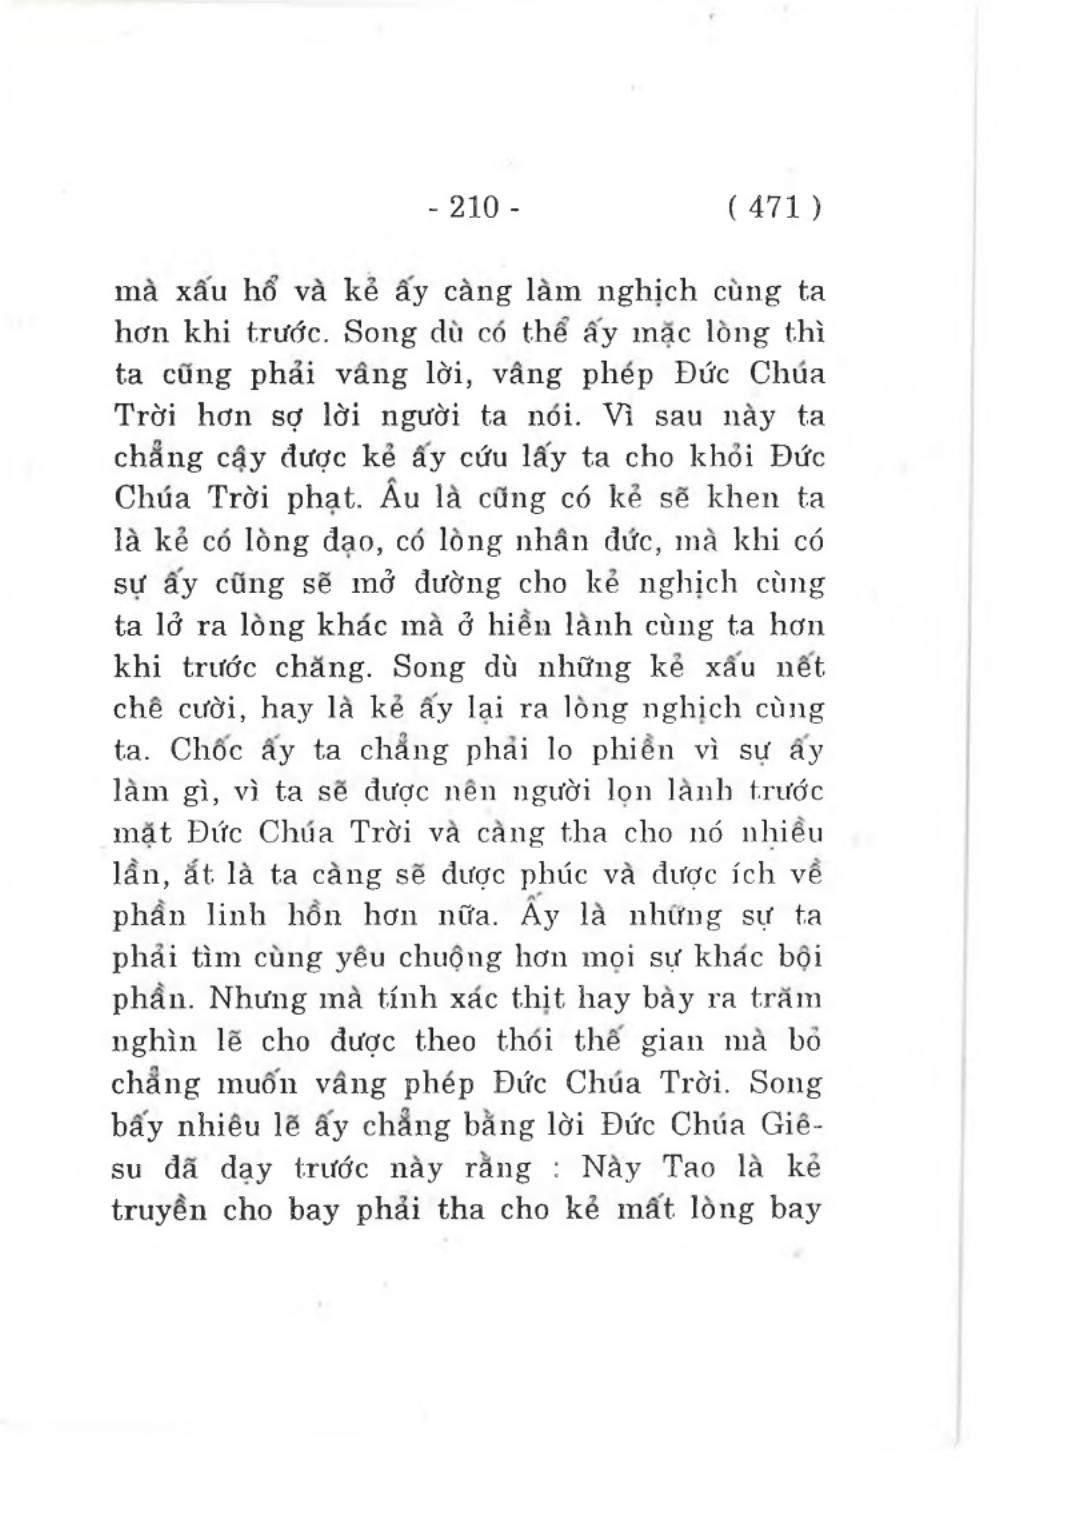 - 210 - ( 471 )
mà xấu hổ và kẻ ấy càng làm nghịch cùng ta
hơn khi trước. Song dù có thể ấy mặc lòng thì
ta cũng phải vâng lời, vâng phép Đức Chúa
Trời hơn sợ lời người ta nói. Vì sau này ta
chẳng cậy được kẻ ấy cứu lấy ta cho khỏi Đức
Chúa Trời phạt. Âu là cũng có kẻ sẽ khen ta
là kẻ có lòng đạo, có lòng nhân đức, mà khi có
sự ấy cũng sẽ mở đường cho kẻ nghịch cùng
ta lở ra lòng khác mà ở hiền lành cùng ta hơn
khi trước chăng. Song dù những kẻ xấu nết
chê cười, hay là kẻ ấy lại ra lòng nghịch cùng
ta. Chốc ấy ta chẳng phải lo phiền vì sự ấy
làm gì, vì ta sẽ được nên người lọn lành trước
mặt Đức Chúa Trời và càng tha cho nó nhiều
lần, ắt là ta càng sẽ được phúc và được ích về
phần linh hồn hơn nữa. Ấy là những sự ta
phải tìm cùng yêu chuộng hơn mọi sự khác bội
phần. Nhưng mà tính xác thịt hay bày ra trăm
nghìn lẽ cho được theo thói thế gian mà bỏ
chẳng muốn vâng phép Đức Chúa Trời. Song
bấy nhiêu lẽ ấy chẳng bằng lời Đức Chúa Giê-
su đã dạy trước này rằng : Này Tao là kẻ
truyền cho bay phải tha cho kẻ mất lòng bay